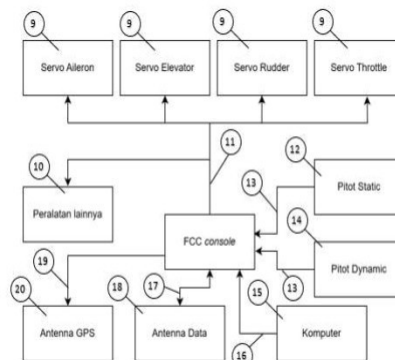 9 9 9 9
Servo Aileron Servo Elevator Servo Rudder Servo Throttle
11
10 12
13
Peralatan lainnya Pitot Static
FCC console 14
Pitot Dynamic
19 17 13
20 18 15
Antenna GPS Antenna Data Komputer
16